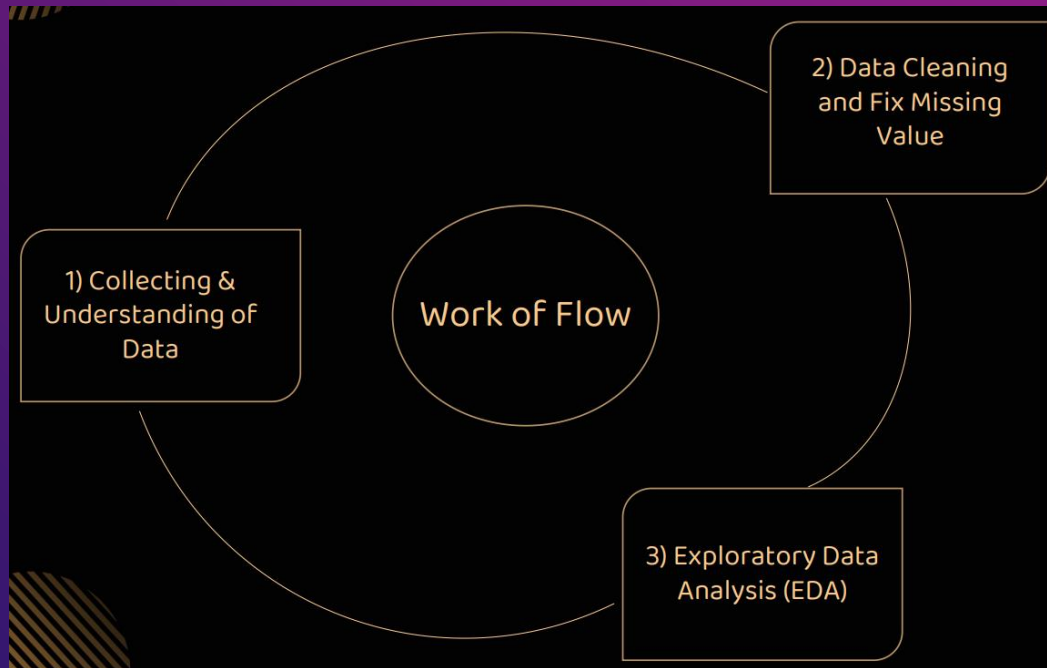 Work of Flow
1) Collecting &
Understanding of
Data
2) Data Cleaning
and Fix Missing
Value
3) Exploratory Data
Analysis (EDA)